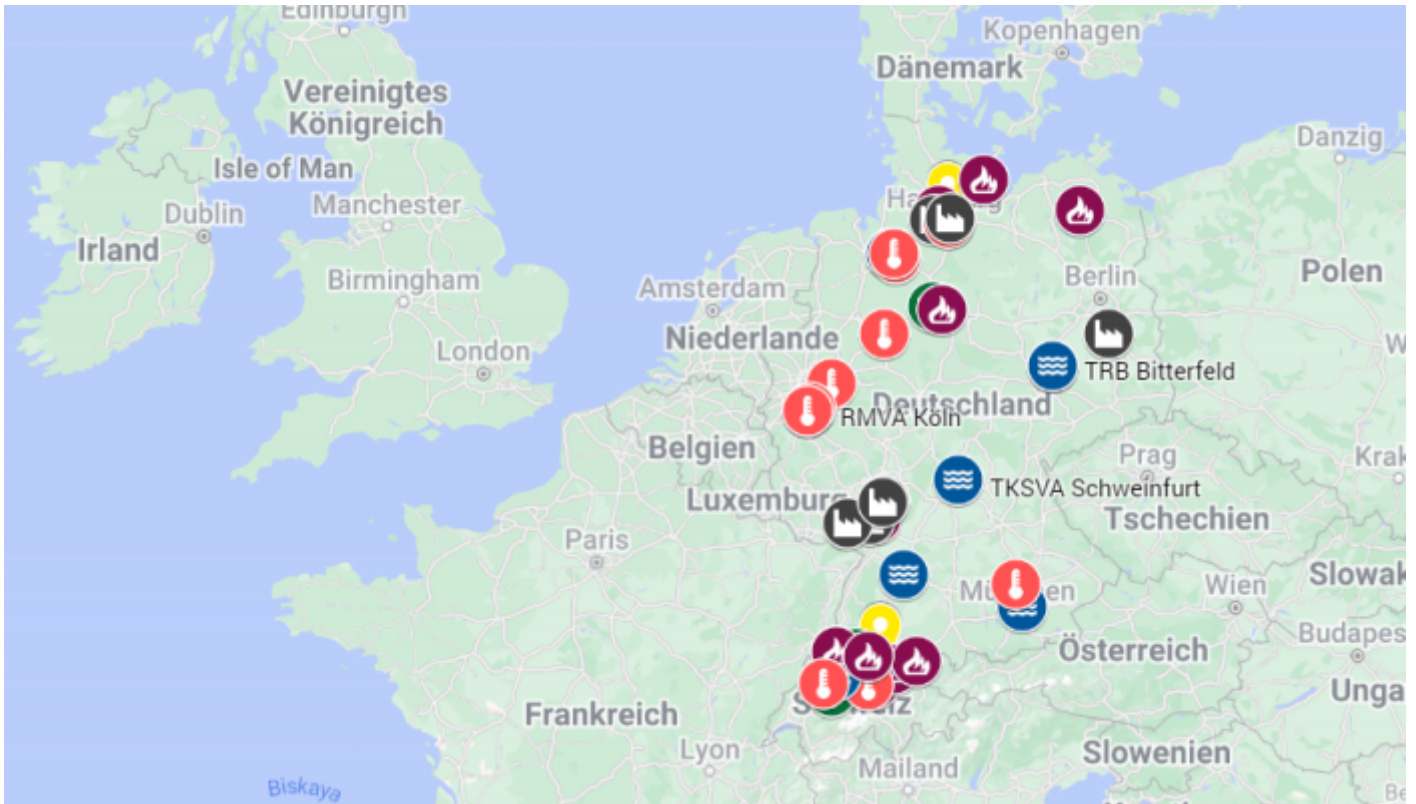 Edinburgh
Kopenhagen
Dänemark
Vereinigtes
Königreich
Danzig
Isle of Man
Manchester
Dublin
Irland
Birmingham
Berlin
Polen
Amsterdam
Niederlande
London
TRB Bitterfeld
Deutschland
RMVA Köln
Belgien
Prag
Luxemburg
TKSVA Schweinfurt
Tschechien
Paris
Wien
Österreich
Frankreich
Lyon
Slowenien
Mailand
Biskaya